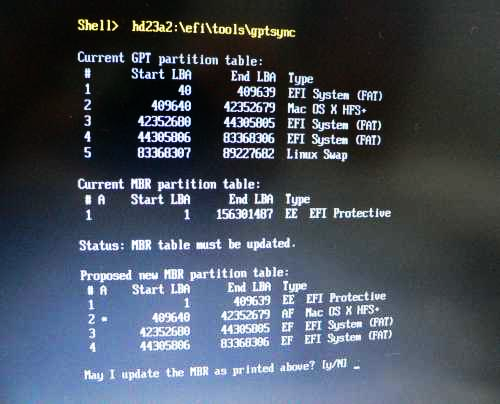 Shell> hd23a2:\efi\tools\gptsync
Current GPT partition table:
# Start LBA End LBA Type
1 40 409639 EFI System (FAT)
2 409640 42352679 Mac OS X HFS+
3 42352680 44305805 EFI System (FAT)
4 44305806 83368306 EFI System (FAT)
5 83368307 89227682 Linux Swap
Current MBR partition table:
# A Start LBA End LBA Type
1 1 156301487 EE EFI Protective
Status: MBR table must be updated.
Proposed new MBR partition table:
# A Start LBA End LBA Type
1 1 409639 EE EFI Protective
2 * 409640 42352679 AF Mac OS X HFS+
3 42352680 44305805 EF EFI System (FAT)
4 44305806 83368306 EF EFI System (FAT)
May I update the MBR as printed above? [y/N] _